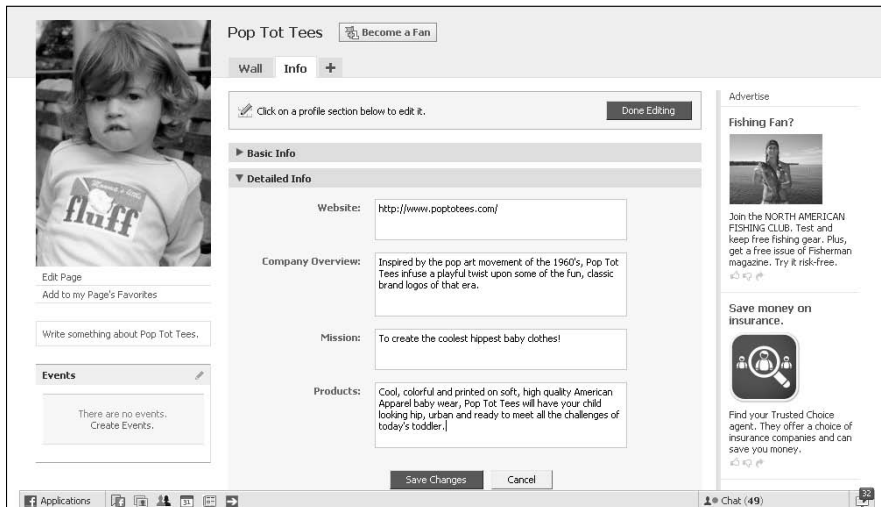 Pop Tot Tees
Become a Fan
Wall
Info
+
Click on a profile section below to edit it.
Done Editing
Basic Info
Detailed Info
Website:
http://www.poptotees.com/
Company Overview:
Inspired by the pop art movement of the 1960's, Pop Tot
Tees infuse a playful twist upon some of the fun, classic
brand logos of that era.
Mission:
To create the coolest hippest baby clothes!
Products:
Cool, colorful and printed on soft, high quality American
Apparel baby wear, Pop Tot Tees will have your child
looking hip, urban and ready to meet all the challenges of
today's toddler.
Save Changes
Cancel
fluff
Edit Page
Add to my Page's Favorites
Write something about Pop Tot Tees.
Events
There are no events.
Create Events.
Advertise
Fishing Fan?
Join the NORTH AMERICAN
FISHING CLUB. Test and
keep free fishing gear. Plus,
get a free issue of Fisherman
magazine. Try it risk-free.
Save money on
insurance.
Find your Trusted Choice
agent. They offer a choice of
insurance companies and can
save you money.
Applications
31
Chat (49)
32